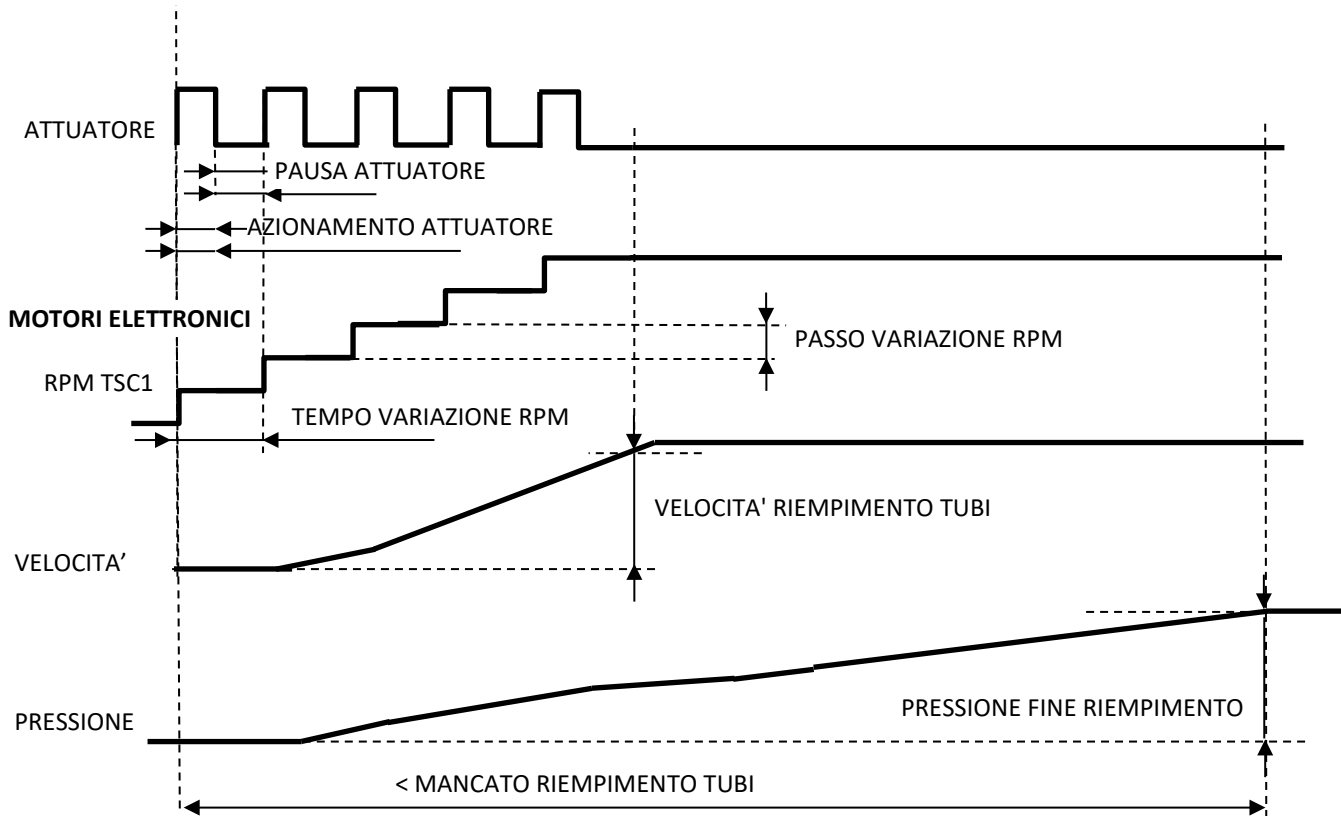 ATTUATORE
PAUSA ATTUATORE
AZIONAMENTO ATTUATORE
MOTORI ELETTRONICI
PASSO VARIAZIONE RPM
RPM TSC1
TEMPO VARIAZIONE RPM
VELOCITA' RIEMPIMENTO TUBI
VELOCITA’
PRESSIONE FINE RIEMPIMENTO
PRESSIONE
< MANCATO RIEMPIMENTO TUBI